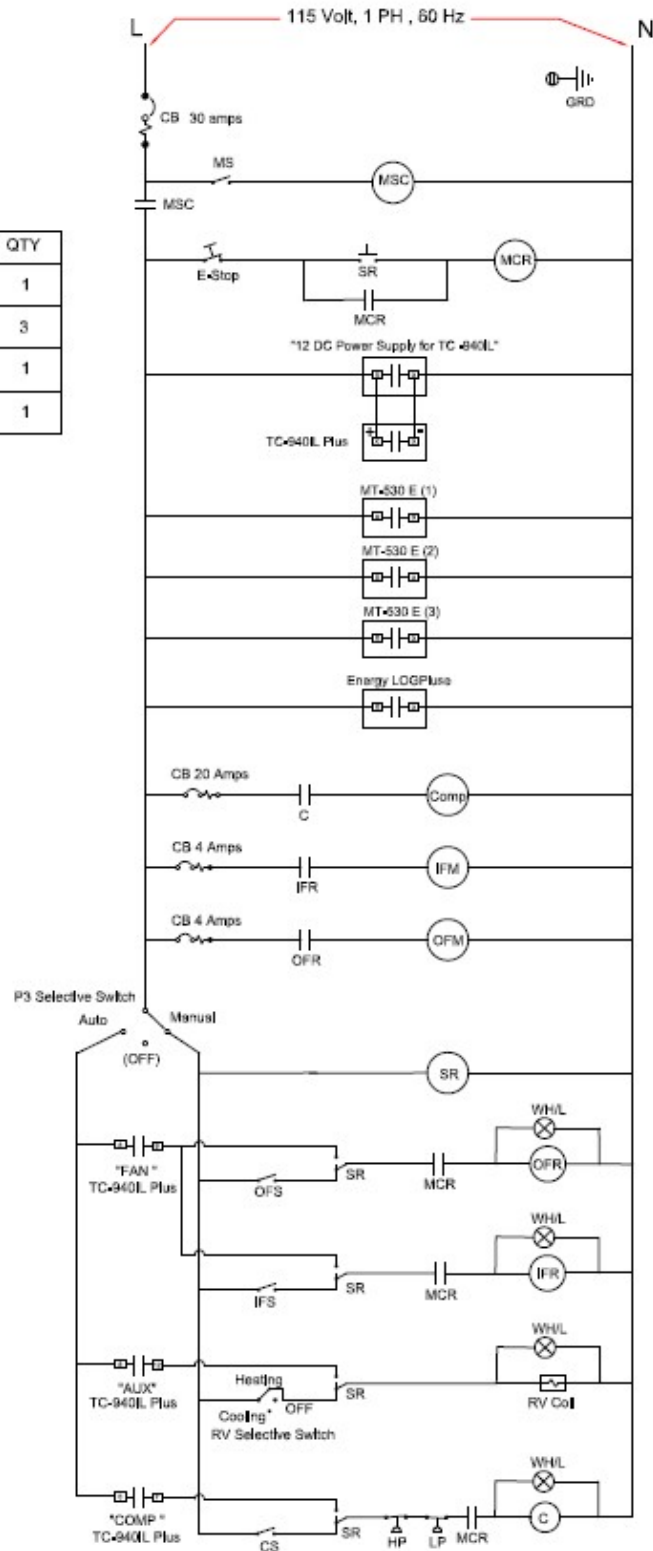 115 Volt, 1 PH , 60 Hz
L
N
GRD
CB 30 amps
MS
MSC
MSC
QTY
1
3
1
1
E-Stop
SR
MCR
MCR
"12 DC Power Supply for TC -940IL"
+
-
TC-940IL Plus
MT-530 E (1)
MT-530 E (2)
MT-530 E (3)
Energy LOGPluse
CB 20 Amps
C
Comp
CB 4 Amps
IFR
IFM
CB 4 Amps
OFR
OFM
P3 Selective Switch
Auto
Manual
(OFF)
SR
WH/L
"FAN "
TC-940IL Plus
OFS
SR
MCR
OFR
WH/L
IFS
SR
MCR
IFR
WH/L
"AUX"
TC-940IL Plus
Heating
Cooling
OFF
RV Selective Switch
SR
RV Coil
WH/L
"COMP "
TC-940IL Plus
CS
SR
HP
LP
MCR
C